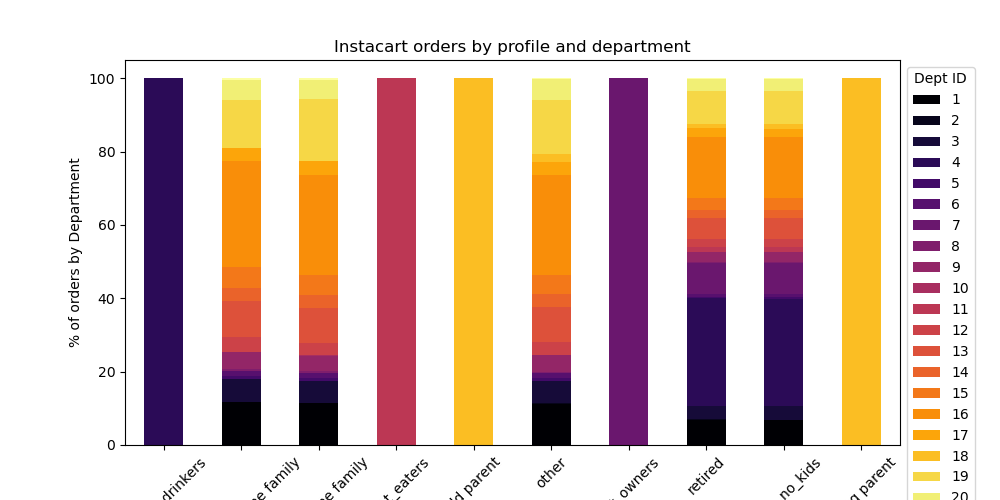 Instacart orders by profile and department
% of orders by Department
100
80
60
40
20
0
drinkers
family
family
eaters
parent
other
owners
retired
no_kids
parent
Dept ID
1
2
3
4
5
6
7
8
9
10
11
12
13
14
15
16
17
18
19
20